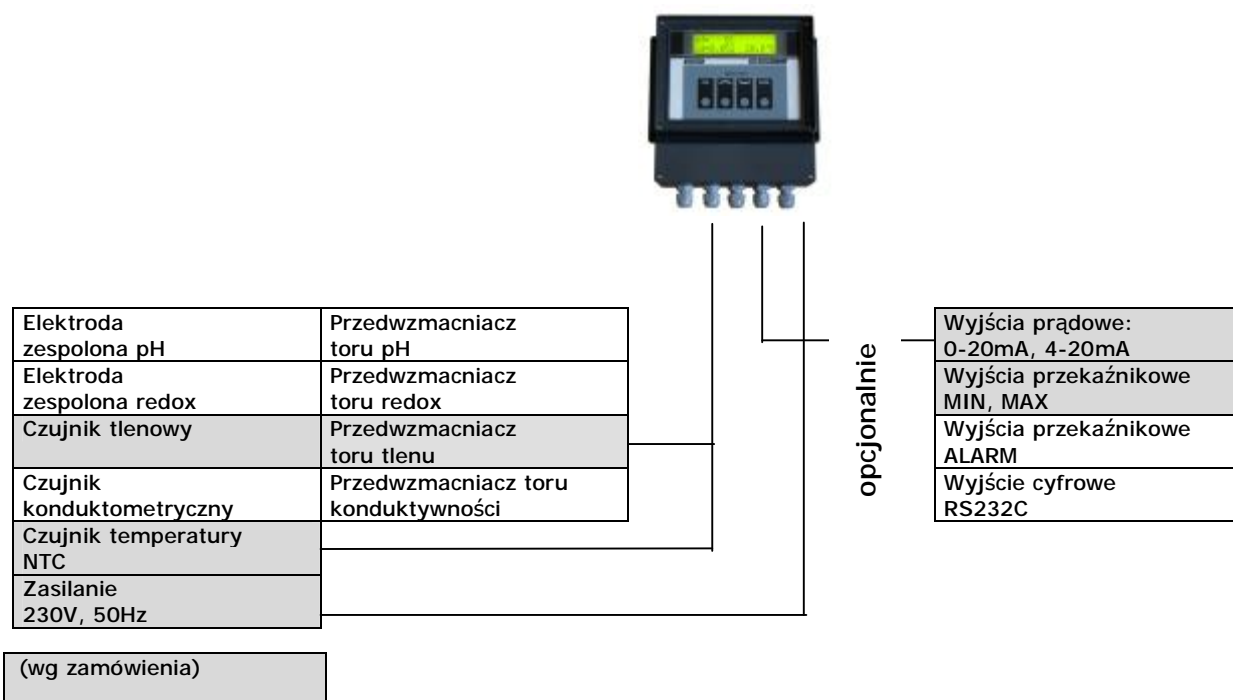 Elektroda
zespolona pH
Przedwzmacniacz
toru pH
Elektroda
zespolona redox
Przedwzmacniacz
toru redox
Czujnik tlenowy
Przedwzmacniacz
toru tlenu
Czujnik
konduktometryczny
Przedwzmacniacz toru
konduktywności
Czujnik temperatury
NTC
Zasilanie
230V, 50Hz
(wg zamówienia)
opcjonalnie
Wyjścia prądowe:
0-20mA, 4-20mA
Wyjścia przekaźnikowe
MIN, MAX
Wyjścia przekaźnikowe
ALARM
Wyjście cyfrowe
RS232C